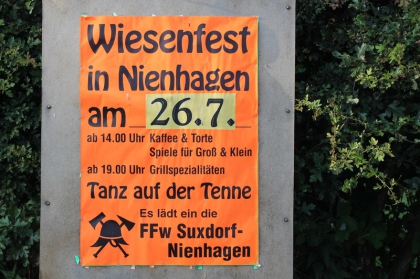 Wiesenfest
in Nienhagen
am 26.7.
ab 14.00 Uhr Kaffee & Torte
Spiele für Groß & Klein
ab 19.00 Uhr Grillspezialitäten
Tanz auf der Tenne
Es lädt ein die
FFw Suxdorf-
Nienhagen